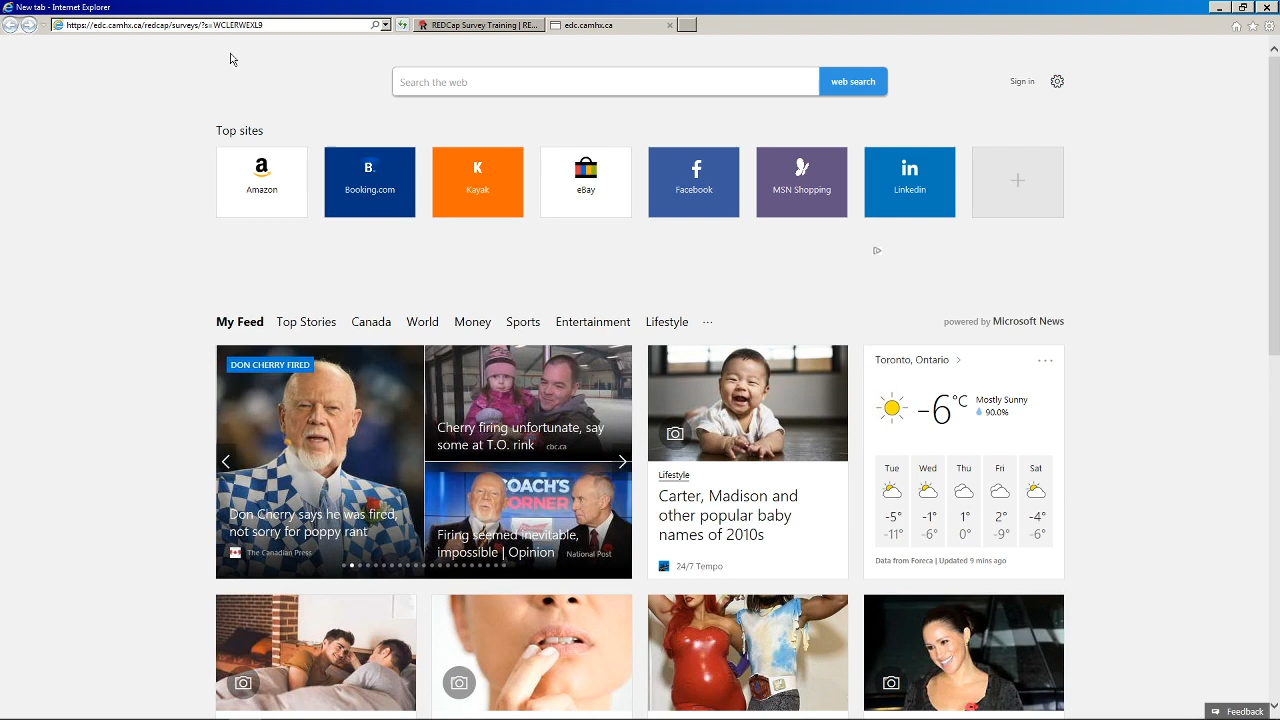 New tab - Internet Explorer
https://edc.camhx.ca/redcap/surveys/?s=WCLERWEXL9
REDCap Survey Training | RE...
edc.camhx.ca
Search the web
web search
Sign in
Top sites
a
Amazon
B.
Booking.com
K
Kayak
eBay
f
Facebook
MSN Shopping
in
Linkedin
My Feed Top Stories Canada World Money Sports Entertainment Lifestyle ...
powered by Microsoft News
DON CHERRY FIRED
Don Cherry says he was fired,
not sorry for poppy rant
The Canadian Press
Cherry firing unfortunate, say
some at T.O. rink cbc.ca
COACH'S
CORNER
Firing seemed inevitable,
impossible | Opinion National Post
Lifestyle
Carter, Madison and
other popular baby
names of 2010s
24/7 Tempo
Toronto, Ontario
-6°C
Mostly Sunny
90.0%
Tue Wed Thu Fri Sat
-5° -1° 1° 2° -4°
-11° -6° 0° -9° -6°
Data from Foreca | Updated 9 mins ago
Feedback